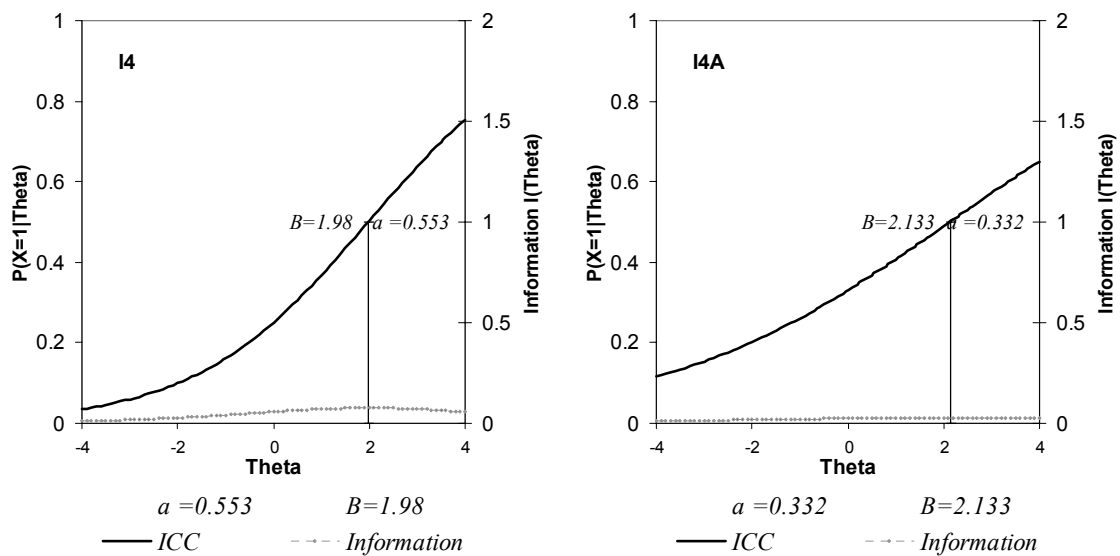 I4
P(X=1|Theta)
1
0.8
0.6
0.4
0.2
0
2
1.5
1
0.5
0
Information I(Theta)
B=1.98 a =0.553
-4 -2 0 2 4
Theta
a =0.553 B=1.98
ICC Information
I4A
P(X=1|Theta)
1
0.8
0.6
0.4
0.2
0
2
1.5
1
0.5
0
Information I(Theta)
B=2.133 a =0.332
-4 -2 0 2 4
Theta
a =0.332 B=2.133
ICC Information